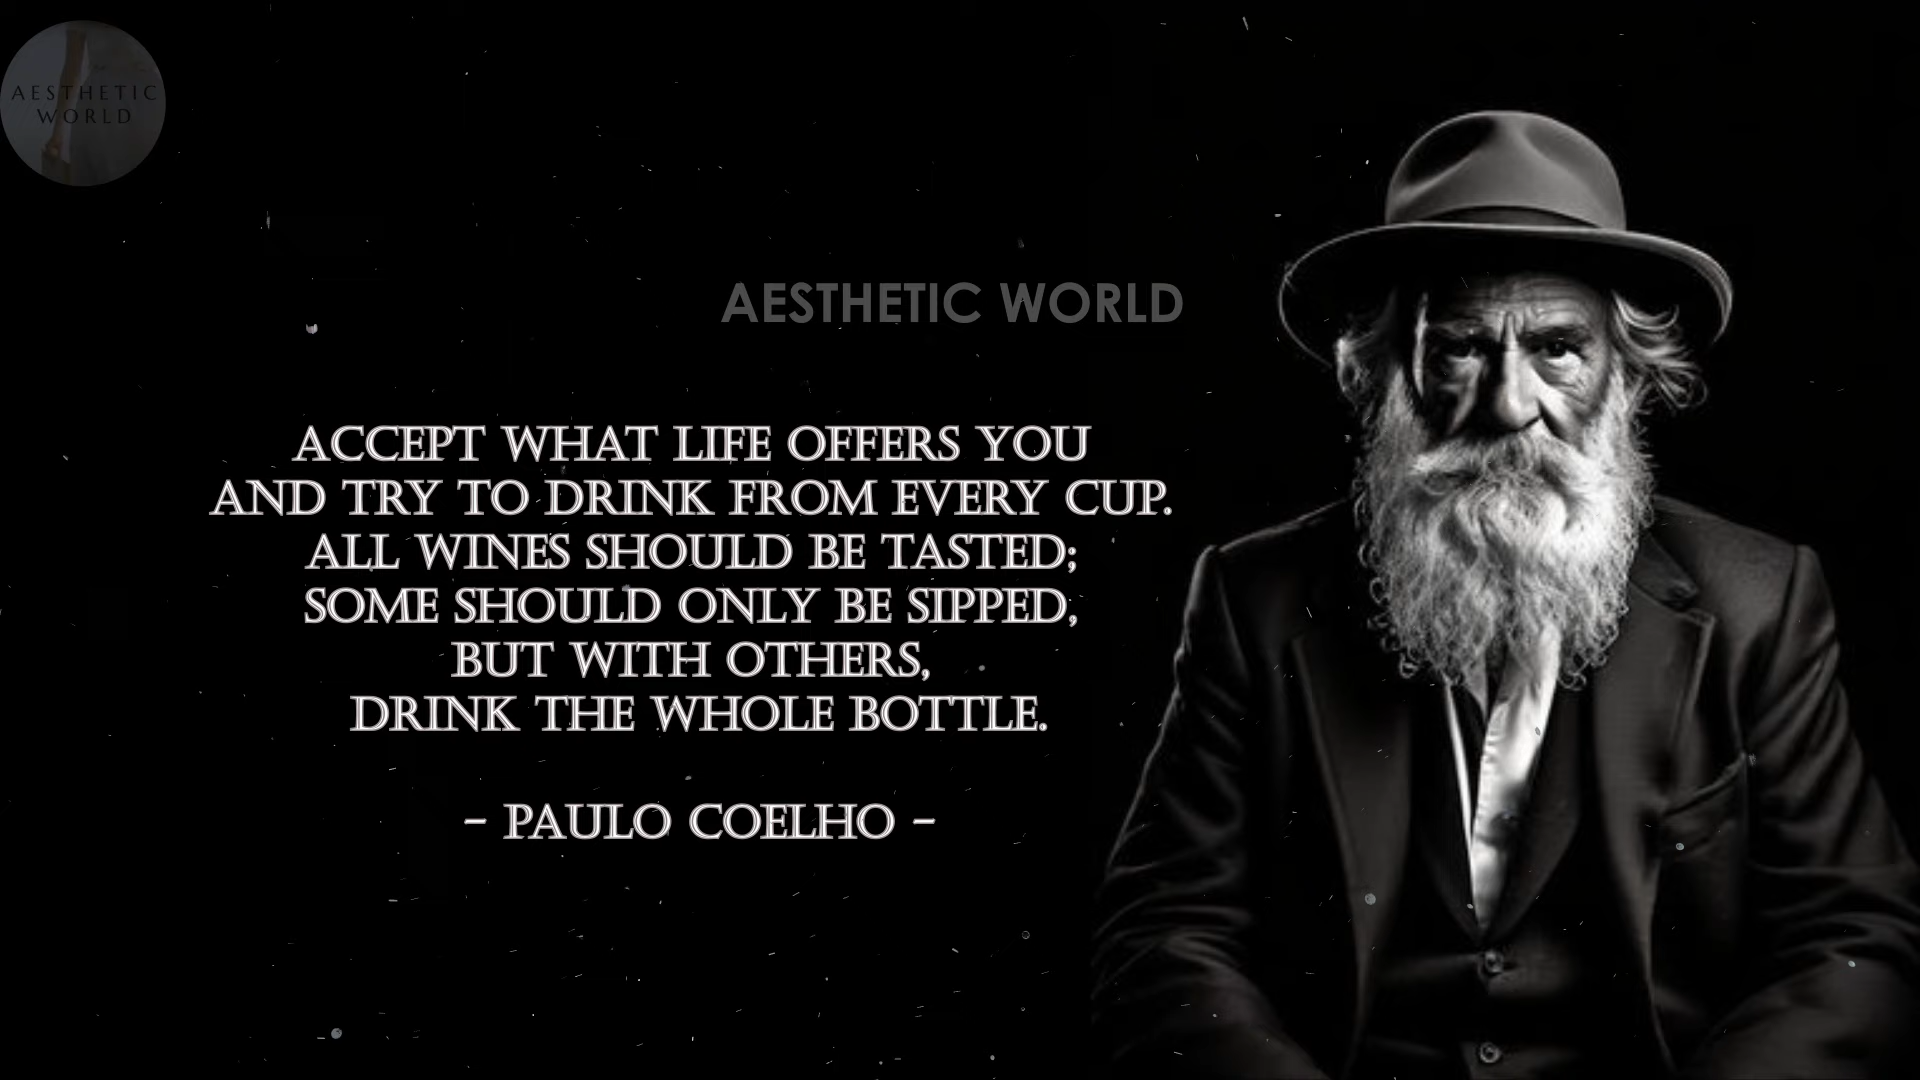 AESTHETIC
WORLD
AESTHETIC WORLD
ACCEPT WHAT LIFE OFFERS YOU
AND TRY TO DRINK FROM EVERY CUP.
ALL WINES SHOULD BE TASTED;
SOME SHOULD ONLY BE SIPPED,
BUT WITH OTHERS,
DRINK THE WHOLE BOTTLE.
- PAULO COELHO -